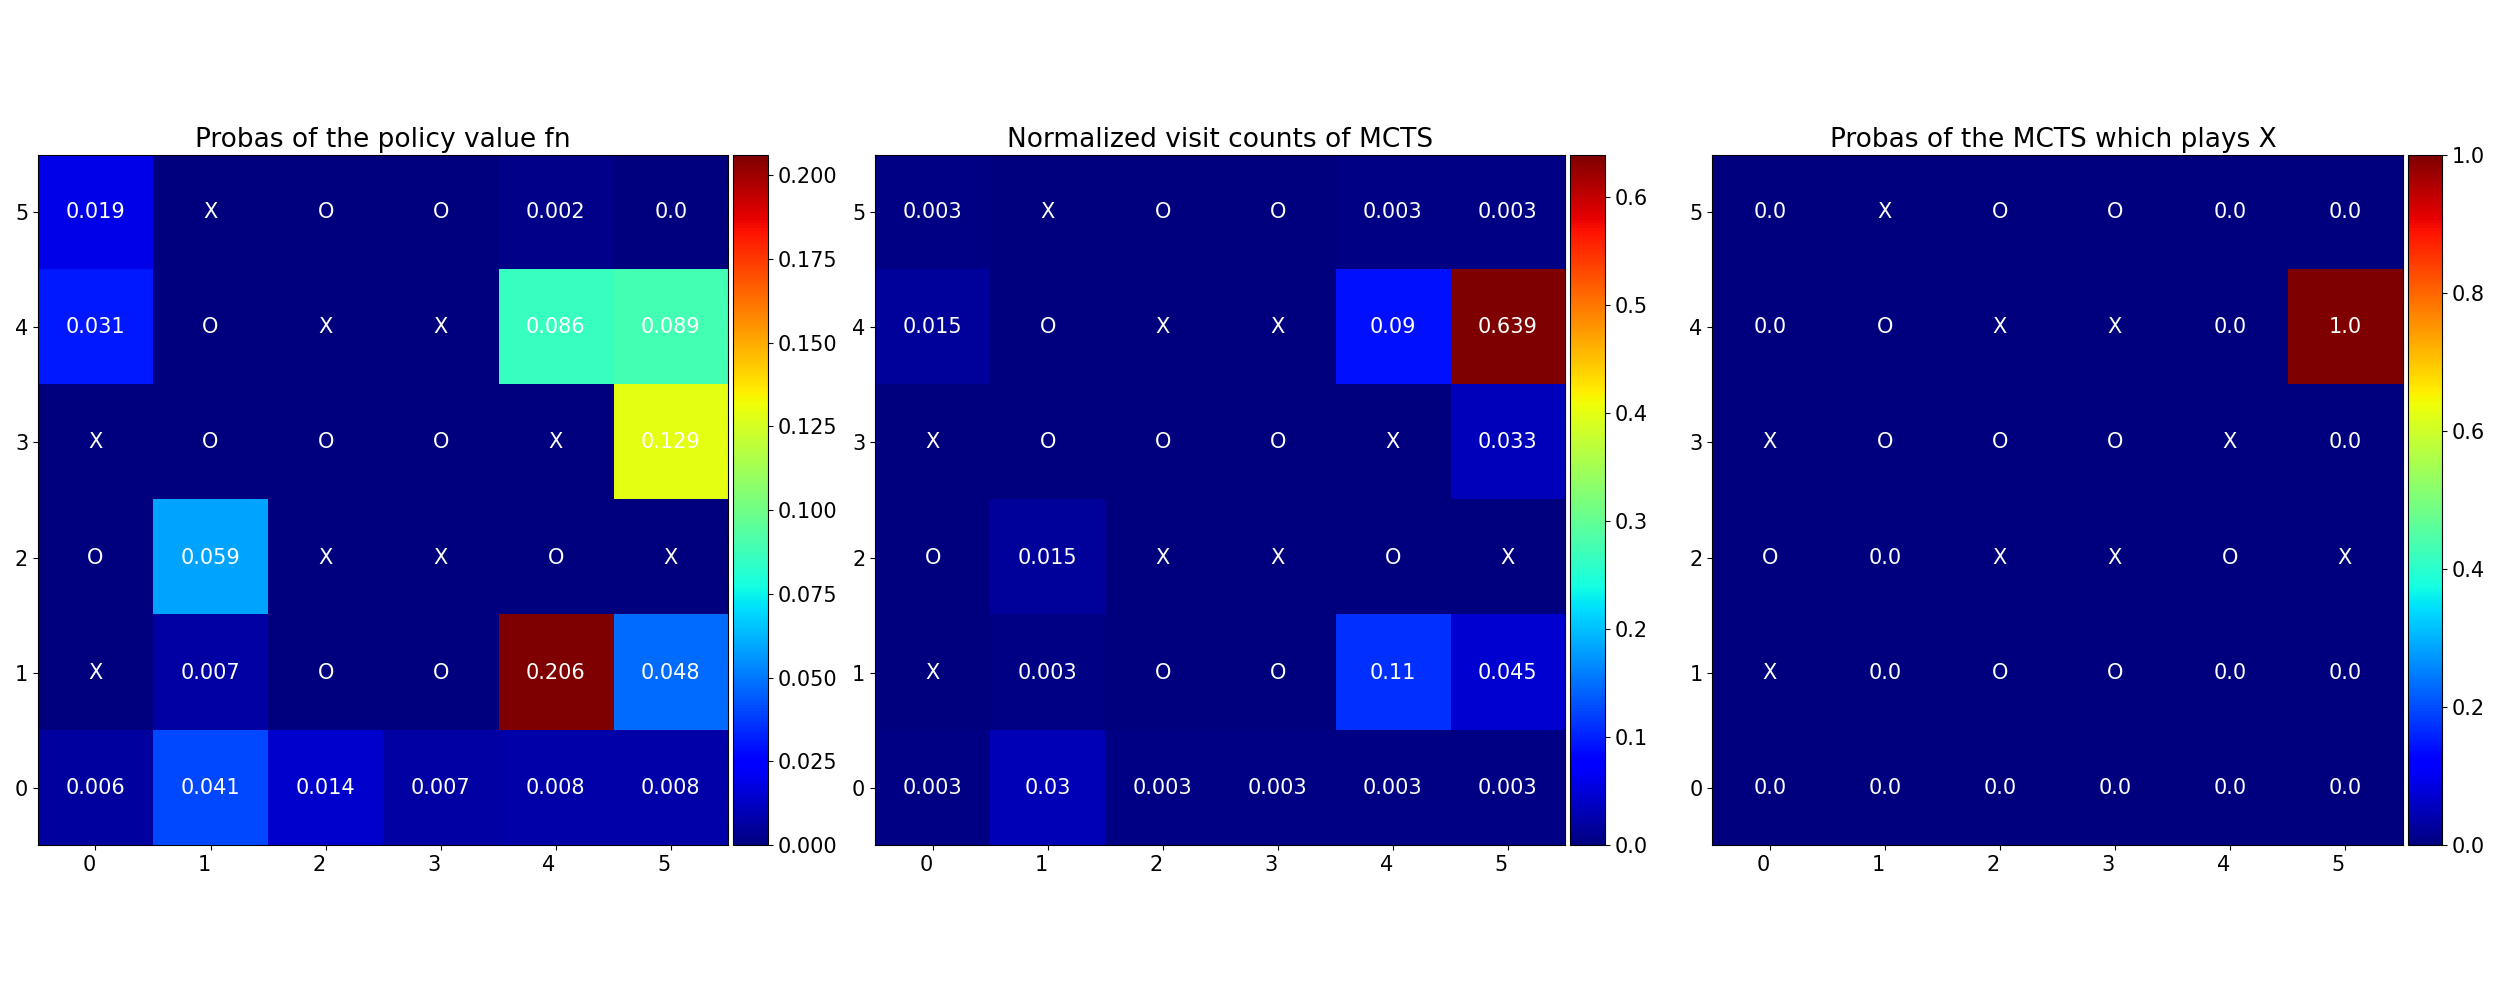 Probas of the policy value fn
5 0.019 X O O 0.002 0.0
4 0.031 O X X 0.086 0.089
3 X O O O X 0.129
2 O 0.059 X X O X
1 X 0.007 O O 0.206 0.048
0 0.006 0.041 0.014 0.007 0.008 0.008
0 1 2 3 4 5
0.200
0.175
0.150
0.125
0.100
0.075
0.050
0.025
0.000
Normalized visit counts of MCTS
5 0.003 X O O 0.003 0.003
4 0.015 O X X 0.09 0.639
3 X O O O X 0.033
2 O 0.015 X X O X
1 X 0.003 O O 0.11 0.045
0 0.003 0.03 0.003 0.003 0.003 0.003
0 1 2 3 4 5
0.6
0.5
0.4
0.3
0.2
0.1
0.0
Probas of the MCTS which plays X
5 0.0 X O O 0.0 0.0
4 0.0 O X X 0.0 1.0
3 X O O O X 0.0
2 O 0.0 X X O X
1 X 0.0 O O 0.0 0.0
0 0.0 0.0 0.0 0.0 0.0 0.0
0 1 2 3 4 5
1.0
0.8
0.6
0.4
0.2
0.0